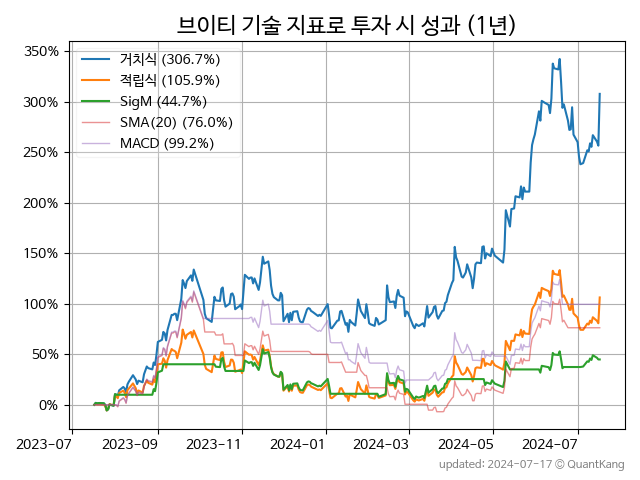 브이티 기술 지표로 투자 시 성과 (1년)
350%
300%
250%
200%
150%
100%
50%
0%
거치식 (306.7%)
적립식 (105.9%)
SigM (44.7%)
SMA(20) (76.0%)
MACD (99.2%)
2023-07
2023-09
2023-11
2024-01
2024-03
2024-05
2024-07
updated: 2024-07-17 © QuantKang